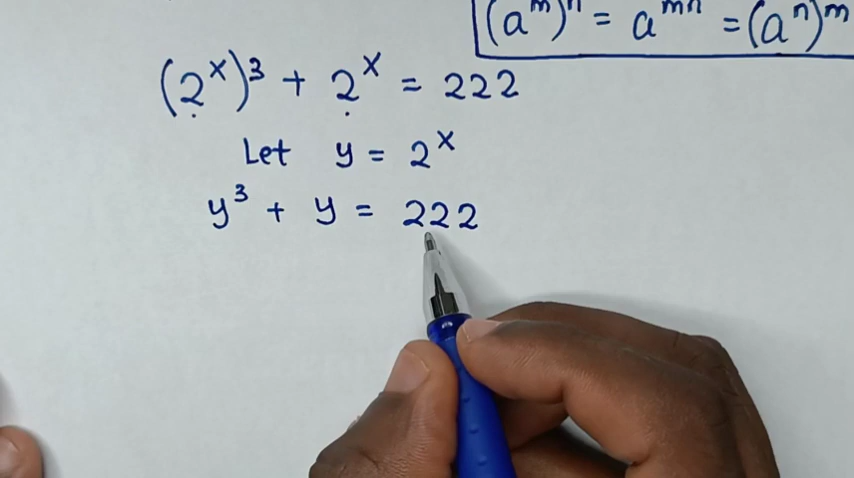 (a^m)^n = a^mn = (a^n)^m
(2^x)^3 + 2^x = 222
Let y = 2^x
y^3 + y = 222